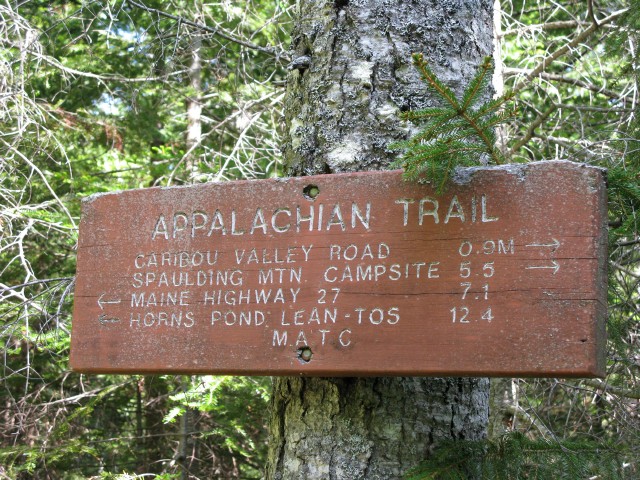 APPALACHIAN TRAIL
CARIBOU VALLEY ROAD 0.9M →
SPAULDING MTN. CAMPSITE 5.5 →
← MAINE HIGHWAY 27 7.1
← HORNS POND LEAN-TOS 12.4
M.A.T.C